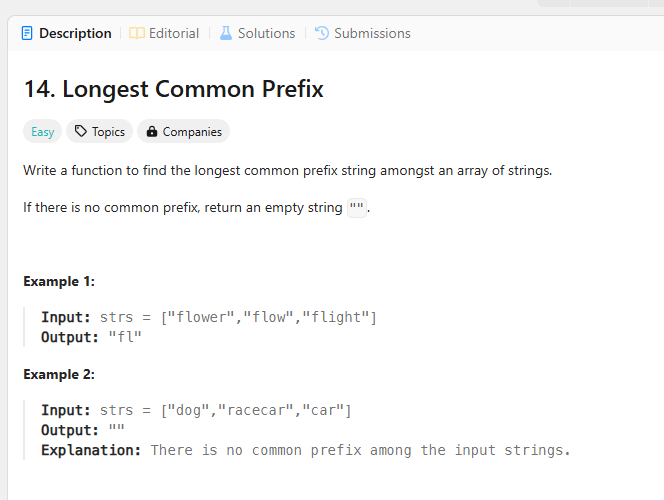 Description Editorial Solutions Submissions
14. Longest Common Prefix
Easy Topics Companies
Write a function to find the longest common prefix string amongst an array of strings.
If there is no common prefix, return an empty string "".
Example 1:
Input: strs = ["flower","flow","flight"]
Output: "fl"
Example 2:
Input: strs = ["dog","racecar","car"]
Output: ""
Explanation: There is no common prefix among the input strings.